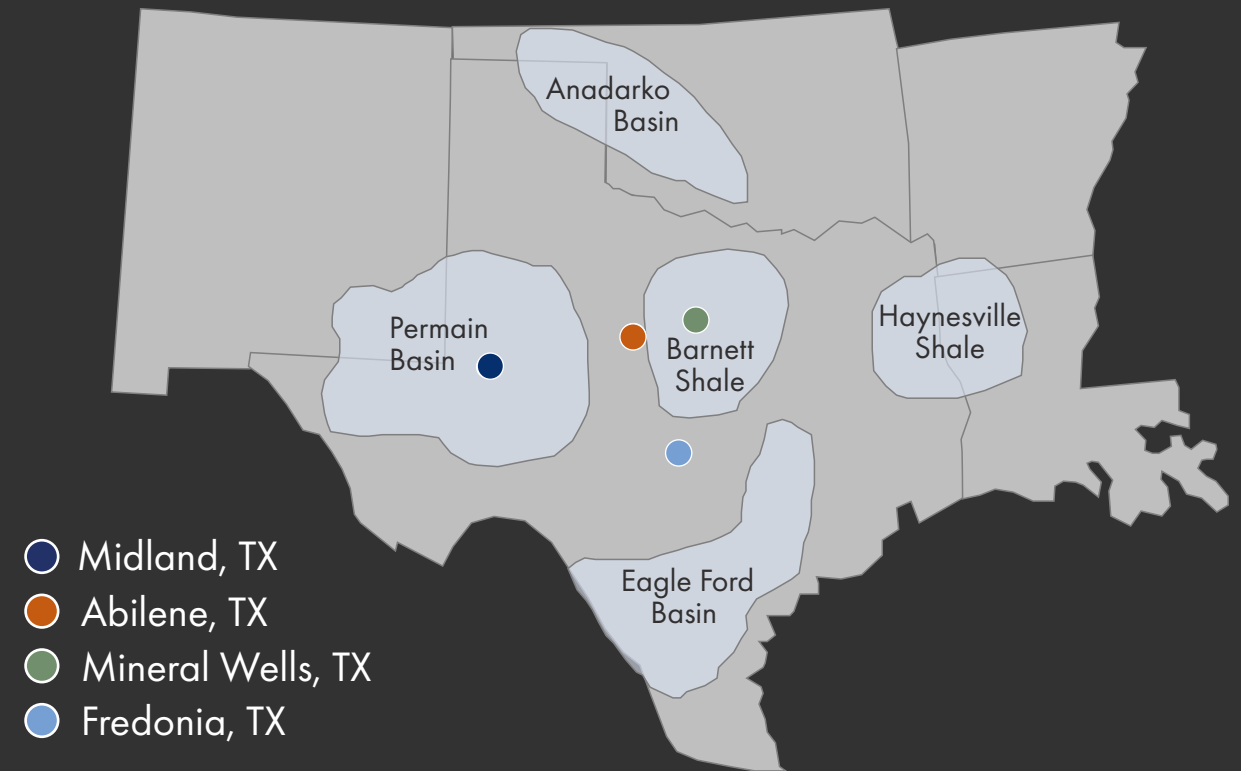 Anadarko
Basin
Permain
Basin
Barnett
Shale
Haynesville
Shale
Eagle Ford
Basin
Midland, TX
Abilene, TX
Mineral Wells, TX
Fredonia, TX